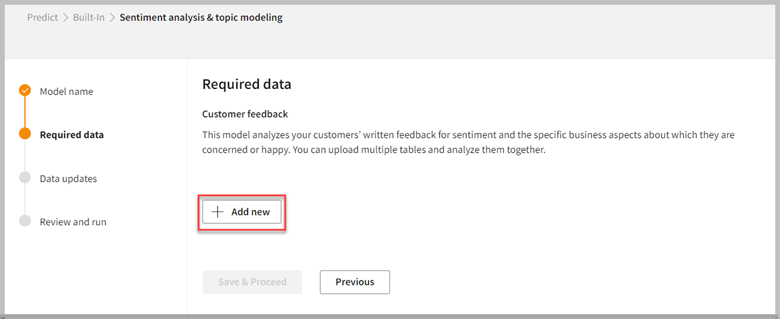 Predict > Built-In > Sentiment analysis & topic modeling
Model name
Required data
Data updates
Review and run
Required data
Customer feedback
This model analyzes your customers' written feedback for sentiment and the specific business aspects about which they are
concerned or happy. You can upload multiple tables and analyze them together.
+ Add new
Save & Proceed
Previous